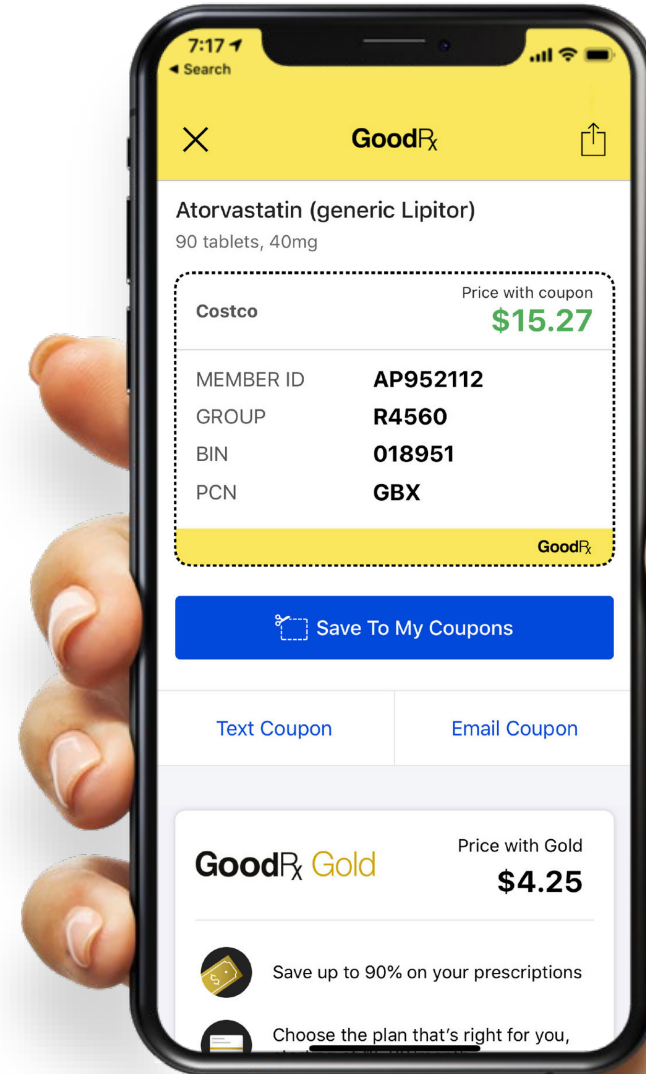 7:17
Search
GoodRx
Atorvastatin (generic Lipitor)
90 tablets, 40mg
Costco
Price with coupon
$15.27
MEMBER ID AP952112
GROUP R4560
BIN 018951
PCN GBX
GoodRx
Save To My Coupons
Text Coupon
Email Coupon
GoodRx Gold
Price with Gold
$4.25
$
Save up to 90% on your prescriptions
Choose the plan that's right for you,